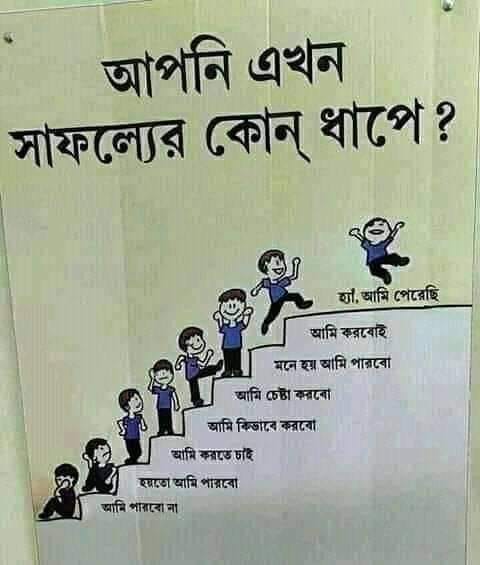 আপনি এখন
সাফল্যের কোন্ ধাপে ?
হ্যাঁ, আমি পেরেছি
আমি করবোই
মনে হয় আমি পারবো
আমি চেষ্টা করবো
আমি কিভাবে করবো
আমি করতে চাই
হয়তো আমি পারবো
আমি পারবো না